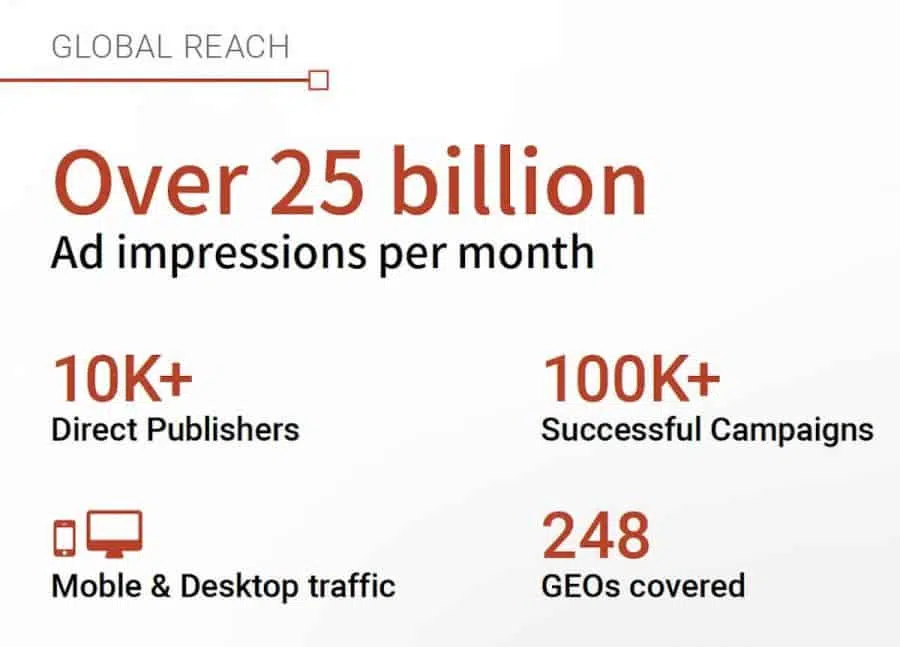 GLOBAL REACH
Over 25 billion
Ad impressions per month
10K+
Direct Publishers
100K+
Successful Campaigns
Moble & Desktop traffic
248
GEOs covered